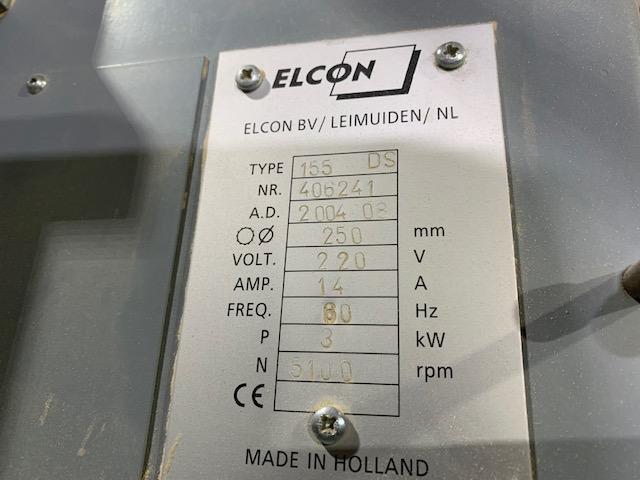 ELCON
ELCON BV/ LEIMUIDEN/ NL
TYPE 155 DS
NR. 406241
A.D. 2004 08
Ø 250 mm
VOLT. 220 V
AMP. 14 A
FREQ. 60 Hz
P 3 kW
N 5100 rpm
CE
MADE IN HOLLAND